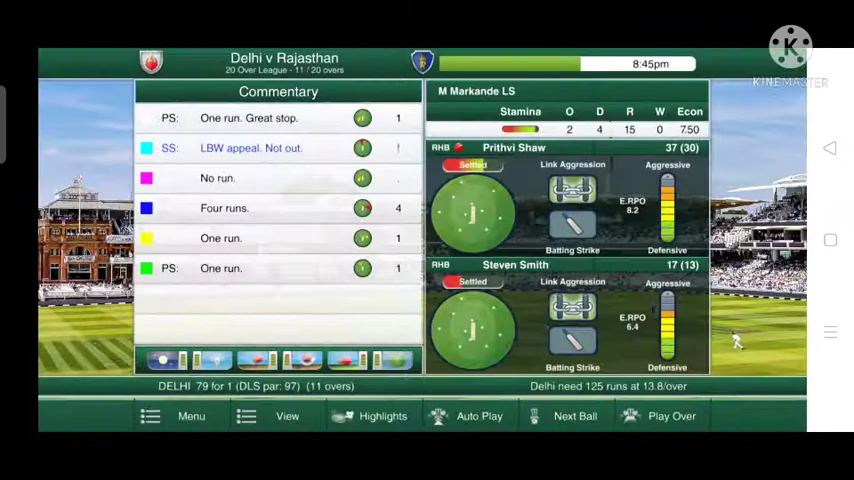 K
KINEMASTER
Delhi v Rajasthan
20 Over League - 11 / 20 overs
8:45pm
Commentary
PS: One run. Great stop. 1
SS: LBW appeal. Not out. !
No run. .
Four runs. 4
One run. 1
PS: One run. 1
M Markande LS
Stamina O D R W Econ
2 4 15 0 7.50
RHB Prithvi Shaw 37 (30)
Settled Link Aggression Aggressive
E.RPO
8.2
Batting Strike Defensive
RHB Steven Smith 17 (13)
Settled Link Aggression Aggressive
E.RPO
6.4
Batting Strike Defensive
DELHI 79 for 1 (DLS par: 97) (11 overs) Delhi need 125 runs at 13.8/over
Menu View Highlights Auto Play Next Ball Play Over